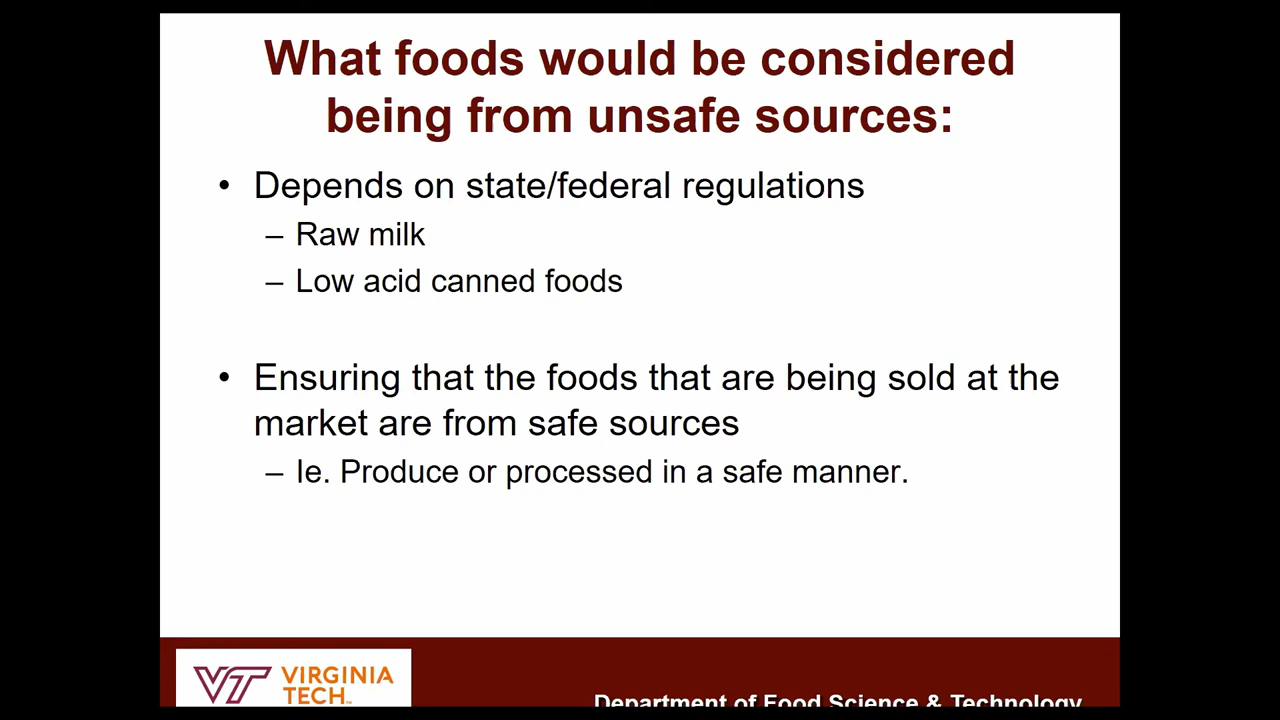 What foods would be considered
being from unsafe sources:
• Depends on state/federal regulations
– Raw milk
– Low acid canned foods
• Ensuring that the foods that are being sold at the
market are from safe sources
– Ie. Produce or processed in a safe manner.
VT VIRGINIA
TECH™
Department of Food Science & Technology